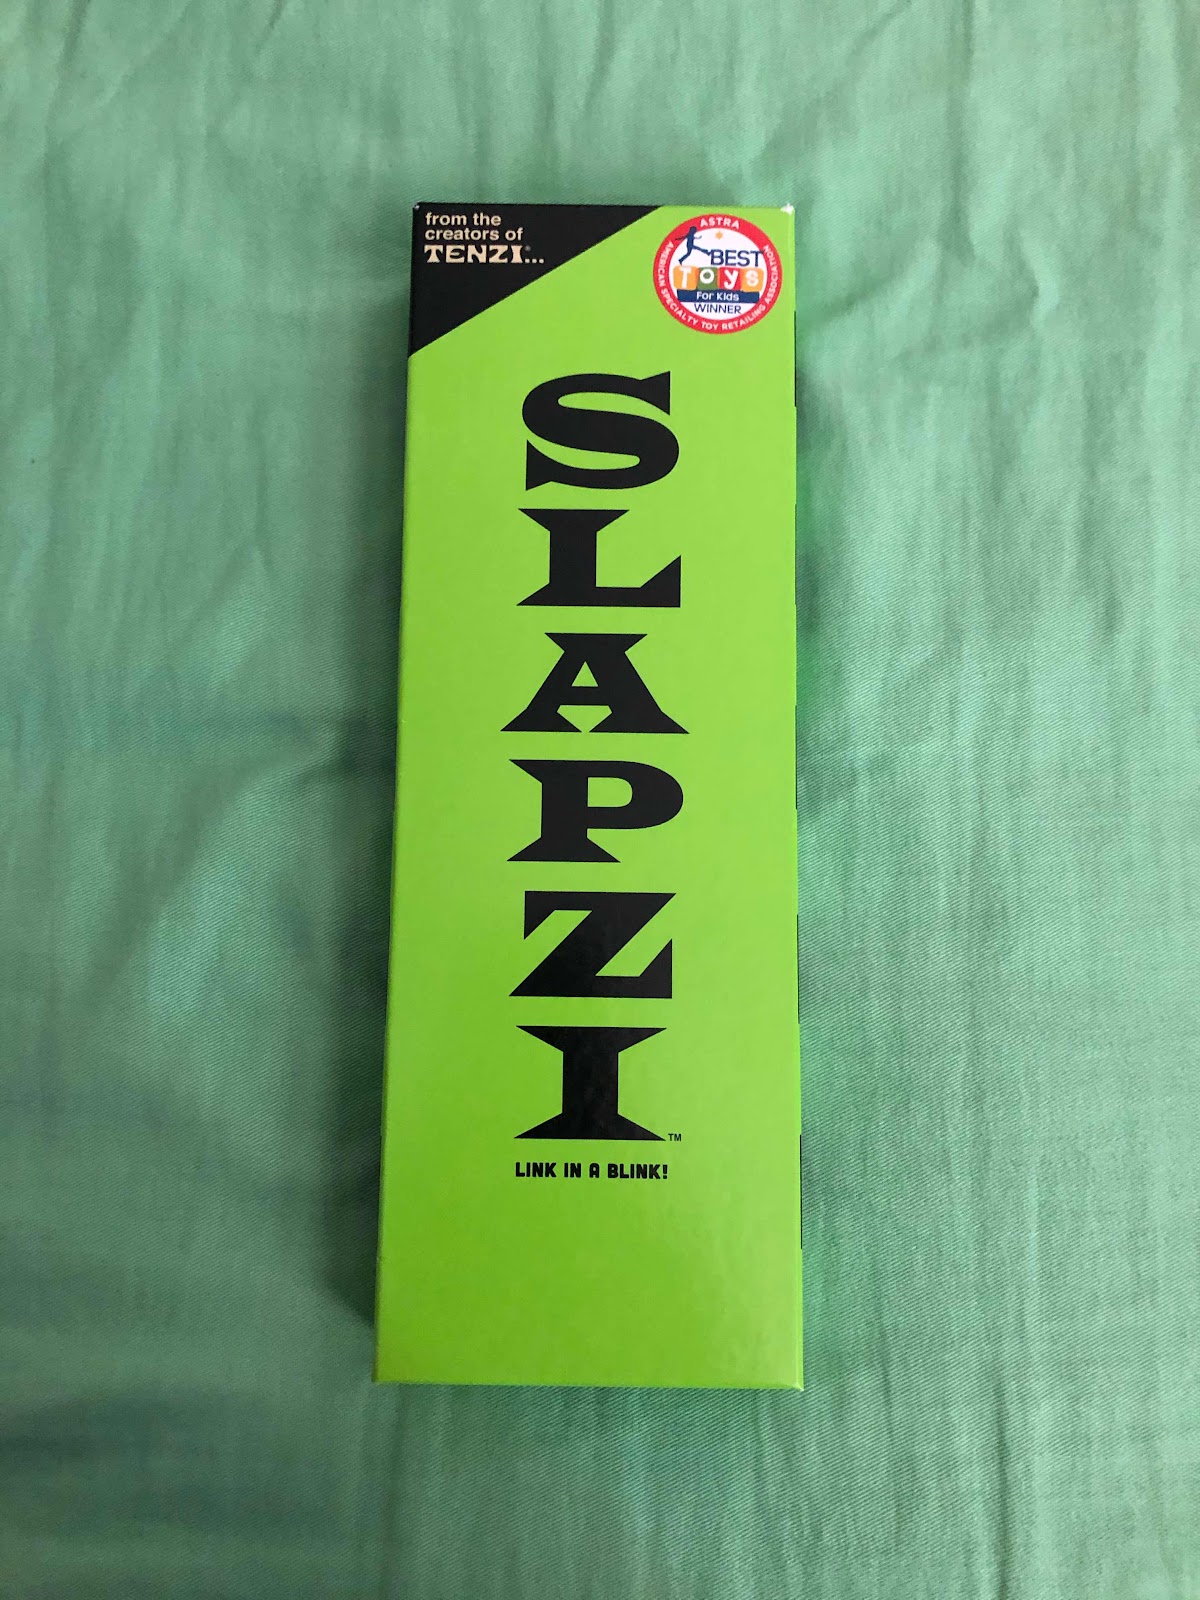 from the
creators of
TENZI®...
ASTRA
AMERICAN SPECIALTY TOY RETAILING ASSOCIATION
BEST
TOYS
For Kids
WINNER
SLAPZI™
LINK IN A BLINK!